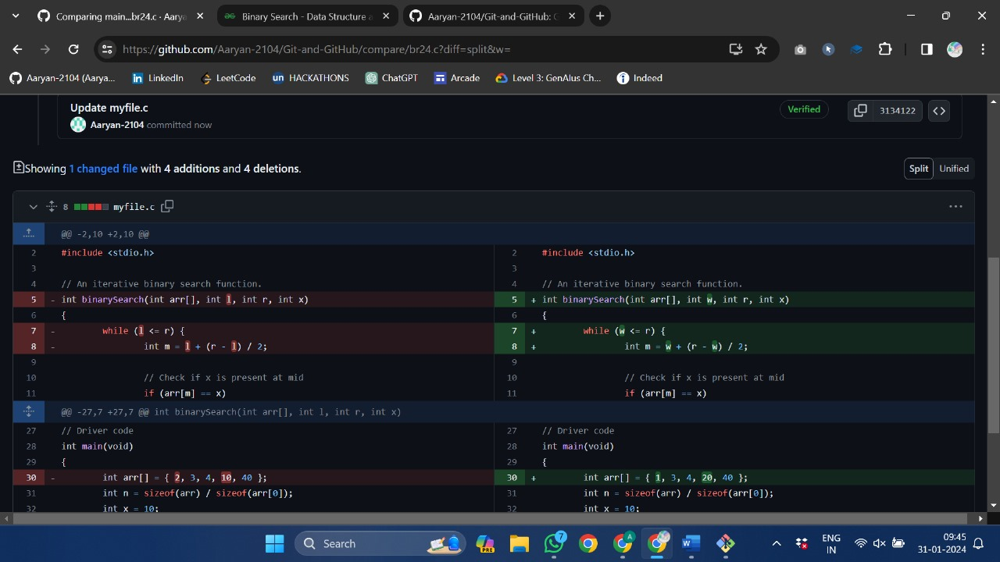 Comparing main...br24.c · Aaryo
Binary Search - Data Structure a
Aaryan-2104/Git-and-GitHub: G
https://github.com/Aaryan-2104/Git-and-GitHub/compare/br24.c?diff=split&w=
Aaryan-2104 (Aarya...
LinkedIn
LeetCode
HACKATHONS
ChatGPT
Arcade
Level 3: GenAIus Ch...
Indeed
Update myfile.c
Aaryan-2104 committed now
Verified
3134122
Showing 1 changed file with 4 additions and 4 deletions.
Split
Unified
8 myfile.c
@@ -2,10 +2,10 @@
2 #include <stdio.h>
3
4 // An iterative binary search function.
5 - int binarySearch(int arr[], int l, int r, int x)
6 {
7 - while (l <= r) {
8 - int m = l + (r - l) / 2;
9
10 // Check if x is present at mid
11 if (arr[m] == x)
2 #include <stdio.h>
3
4 // An iterative binary search function.
5 + int binarySearch(int arr[], int w, int r, int x)
6 {
7 + while (w <= r) {
8 + int m = w + (r - w) / 2;
9
10 // Check if x is present at mid
11 if (arr[m] == x)
@@ -27,7 +27,7 @@ int binarySearch(int arr[], int l, int r, int x)
27 // Driver code
28 int main(void)
29 {
30 - int arr[] = { 2, 3, 4, 10, 40 };
31 int n = sizeof(arr) / sizeof(arr[0]);
32 int x = 10;
27 // Driver code
28 int main(void)
29 {
30 + int arr[] = { 1, 3, 4, 20, 40 };
31 int n = sizeof(arr) / sizeof(arr[0]);
32 int x = 10;
Search
PRE
7
A
ENG
IN
09:45
31-01-2024